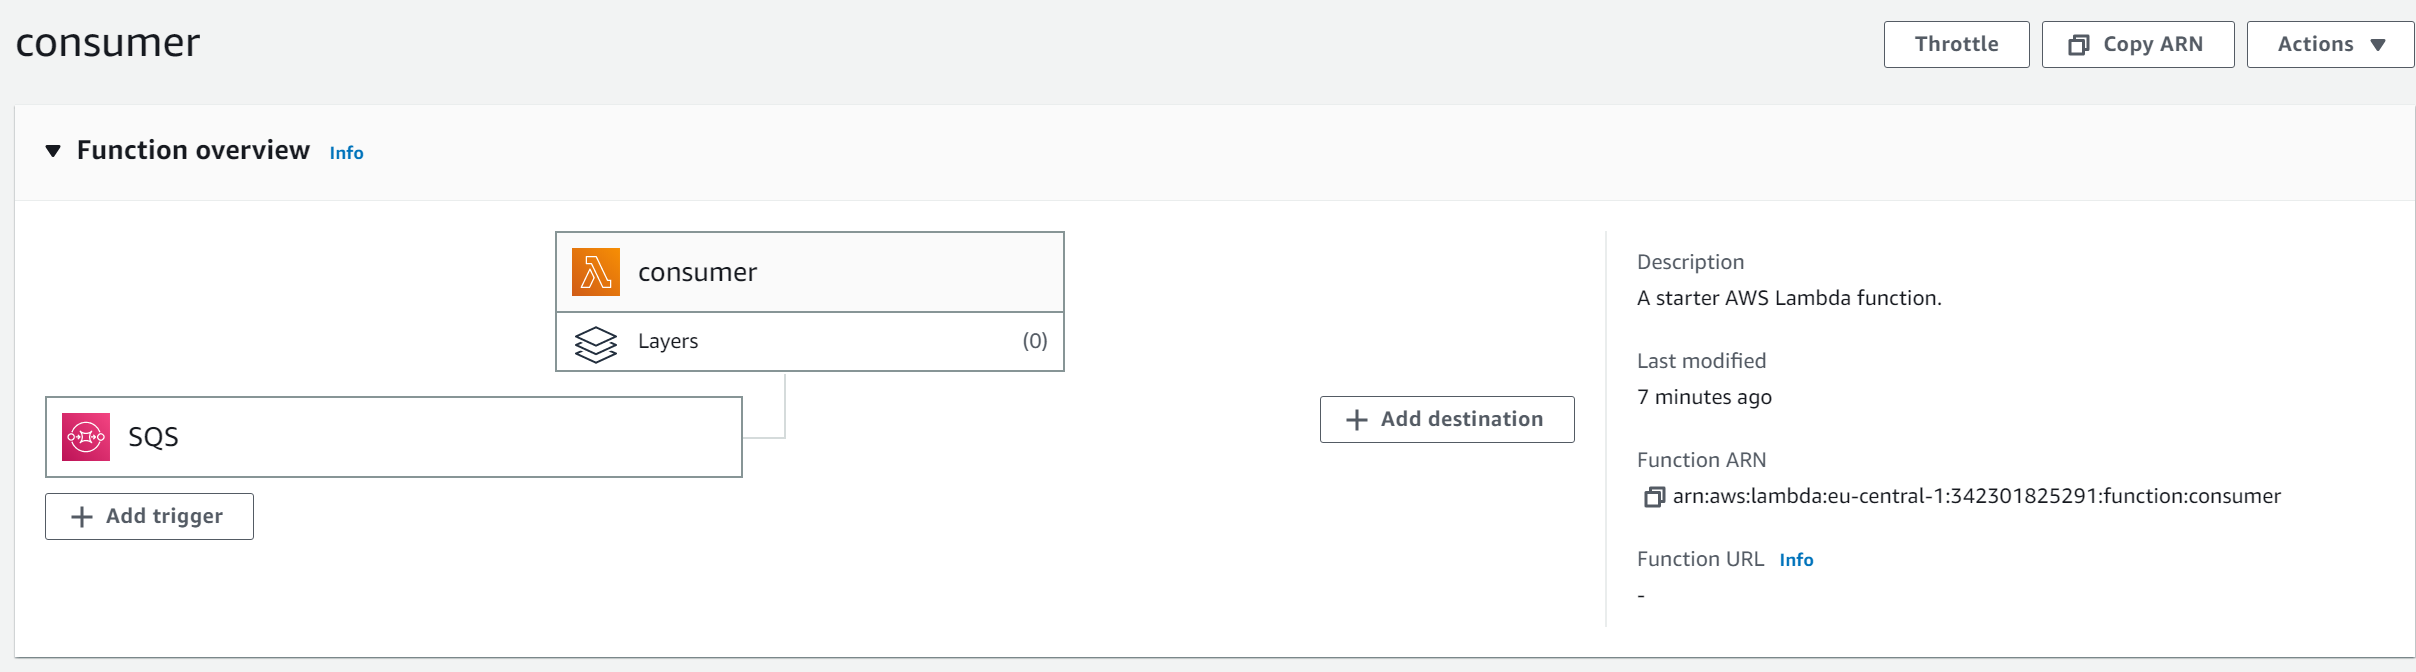 consumer
Throttle
Copy ARN
Actions
Function overview Info
consumer
Layers (0)
SQS
Add trigger
Add destination
Description
A starter AWS Lambda function.
Last modified
7 minutes ago
Function ARN
arn:aws:lambda:eu-central-1:342301825291:function:consumer
Function URL Info
-